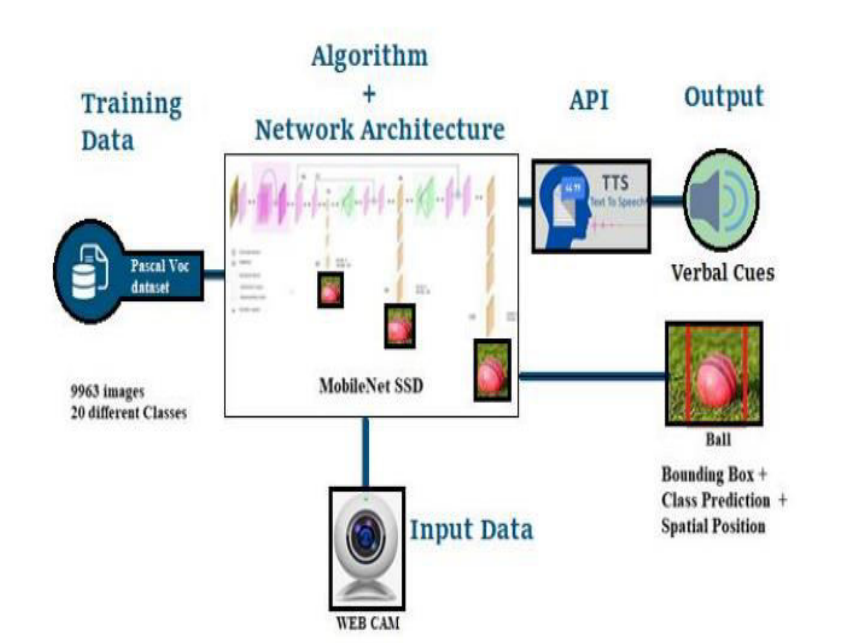 Training
Data
Algorithm
+
Network Architecture
API
Output
TTS
Text To Speech
Pascal Voc
dataset
Verbal Cues
9963 images
20 different Classes
MobileNet SSD
Ball
Bounding Box +
Class Prediction +
Spatial Position
Input Data
WEB CAM